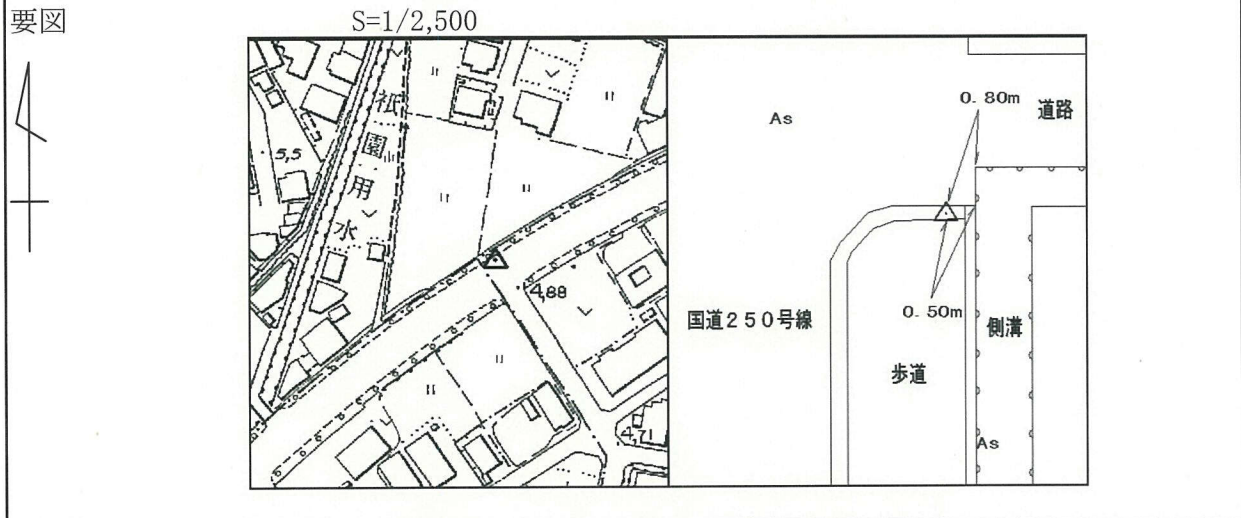 要図
S=1/2,500
祇園用水
5,5
4,88
4,71
As
0.80m
道路
国道250号線
0.50m
側溝
歩道
As